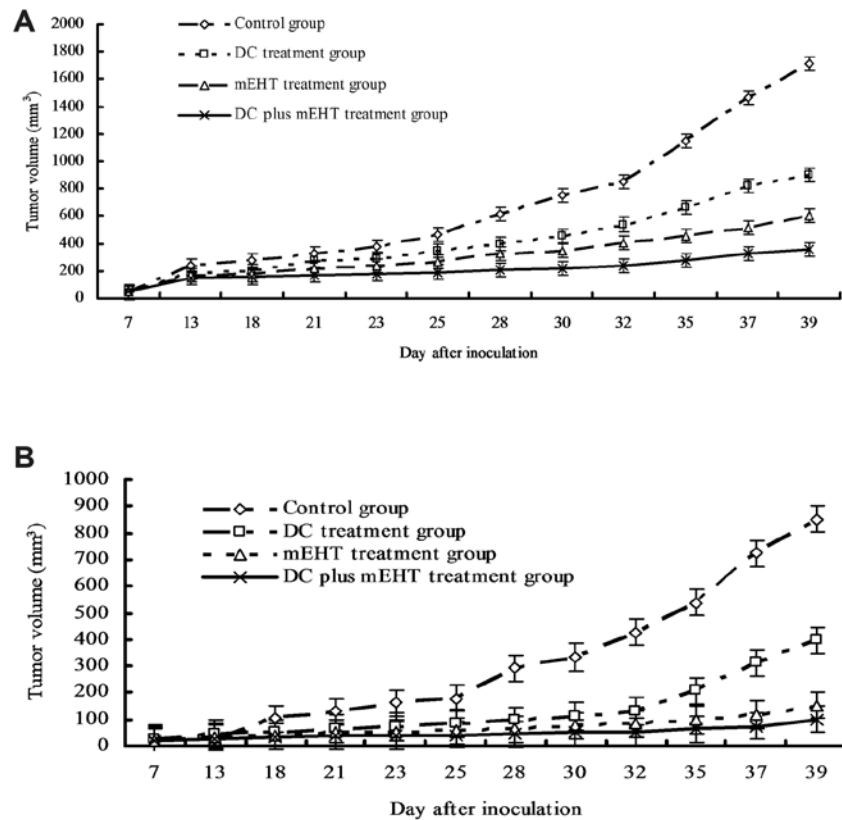 A
Control group
DC treatment group
mEHT treatment group
DC plus mEHT treatment group
Tumor volume (mm³)
2000
1800
1600
1400
1200
1000
800
600
400
200
0
7 13 18 21 23 25 28 30 32 35 37 39
Day after inoculation
B
Control group
DC treatment group
mEHT treatment group
DC plus mEHT treatment group
Tumor volume (mm³)
1000
900
800
700
600
500
400
300
200
100
0
7 13 18 21 23 25 28 30 32 35 37 39
Day after inoculation